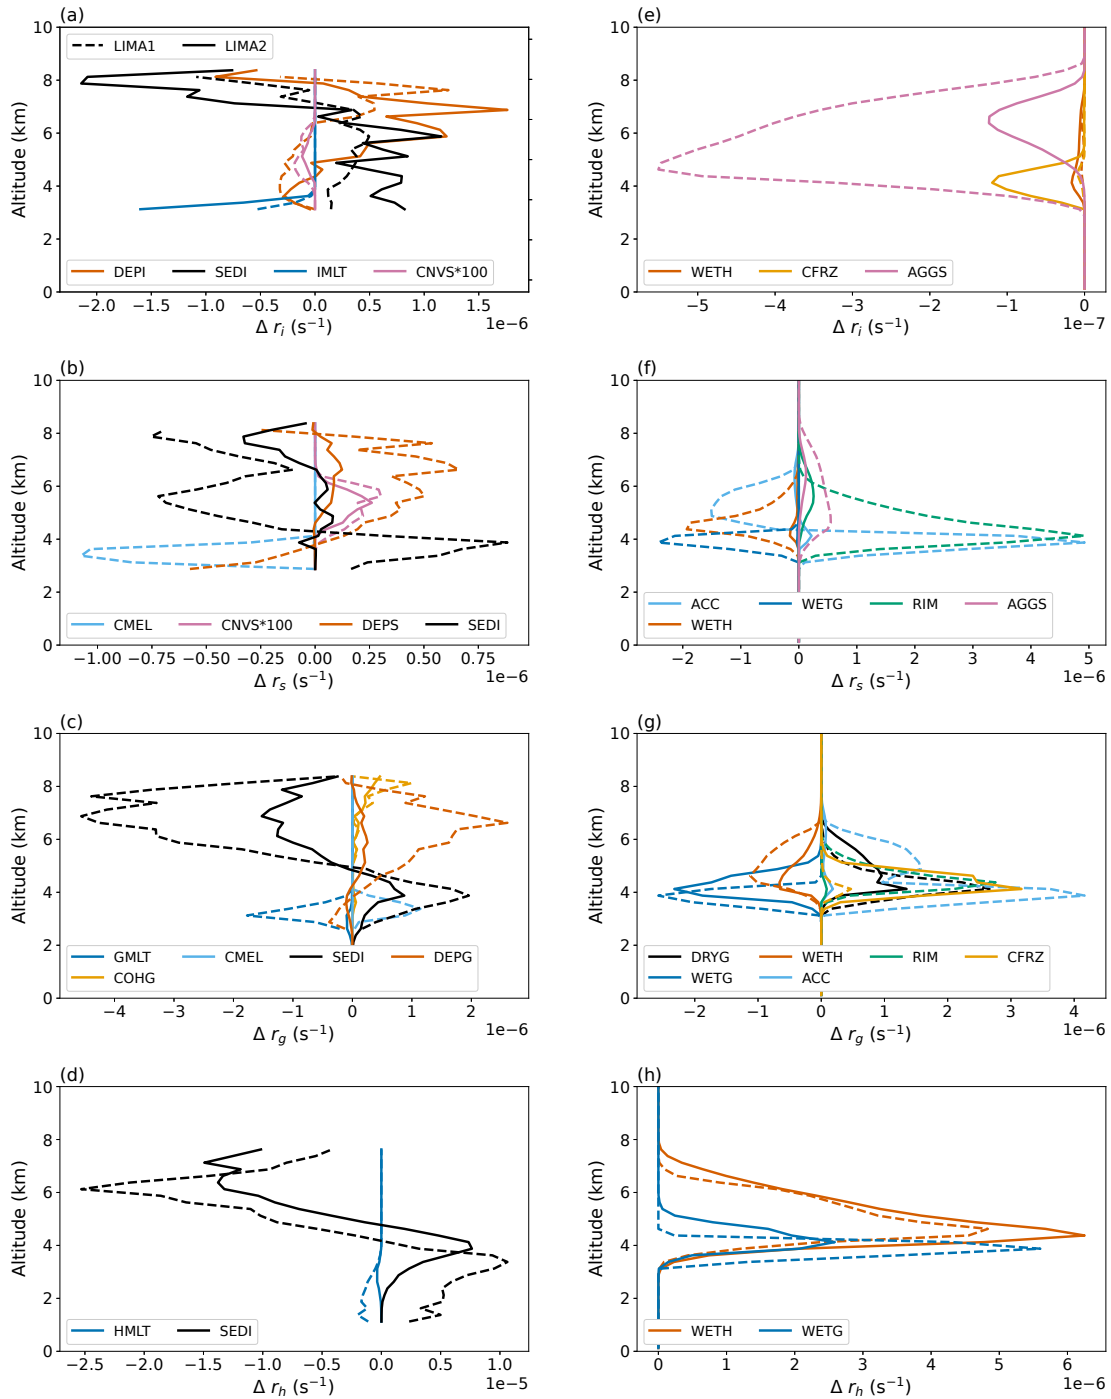 (a)
10
8
6
4
2
0
Altitude (km)
LIMA1 LIMA2
DEPI SEDI IMLT CNVS*100
−2.0 −1.5 −1.0 −0.5 0.0 0.5 1.0 1.5
1e−6
Δ r_i (s⁻¹)
(e)
10
8
6
4
2
0
Altitude (km)
WETH CFRZ AGGS
−5 −4 −3 −2 −1 0
1e−7
Δ r_i (s⁻¹)
(b)
10
8
6
4
2
0
Altitude (km)
CMEL CNVS*100 DEPS SEDI
−1.00 −0.75 −0.50 −0.25 0.00 0.25 0.50 0.75
1e−6
Δ r_s (s⁻¹)
(f)
10
8
6
4
2
0
Altitude (km)
ACC WETG RIM AGGS
WETH
−2 −1 0 1 2 3 4 5
1e−6
Δ r_s (s⁻¹)
(c)
10
8
6
4
2
0
Altitude (km)
GMLT CMEL SEDI DEPG
COHG
−4 −3 −2 −1 0 1 2
1e−6
Δ r_g (s⁻¹)
(g)
10
8
6
4
2
0
Altitude (km)
DRYG WETH RIM CFRZ
WETG ACC
−2 −1 0 1 2 3 4
1e−6
Δ r_g (s⁻¹)
(d)
10
8
6
4
2
0
Altitude (km)
HMLT SEDI
−2.5 −2.0 −1.5 −1.0 −0.5 0.0 0.5 1.0
1e−5
Δ r_h (s⁻¹)
(h)
10
8
6
4
2
0
Altitude (km)
WETH WETG
0 1 2 3 4 5 6
1e−6
Δ r_h (s⁻¹)